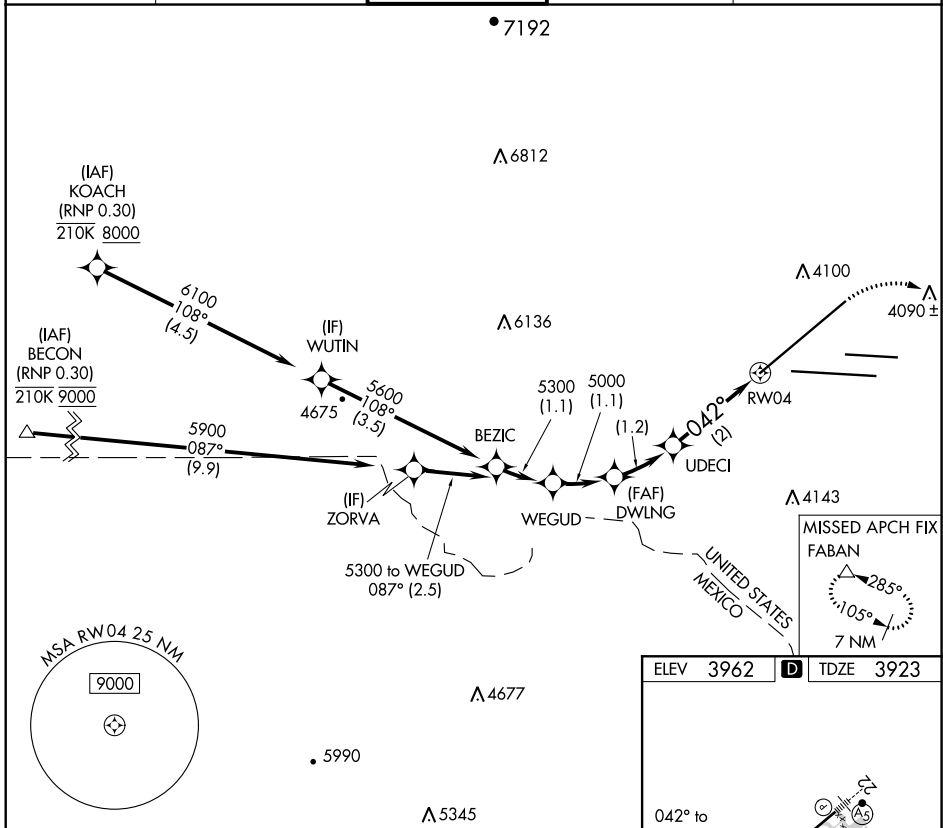 7192
6812
(IAF)
KOACH
(RNP 0.30)
210K 8000
6100
108°
(4.5)
4100
4090 ±
6136
(IF)
WUTIN
(IAF)
BECON
(RNP 0.30)
210K 9000
4675
5600
108°
(3.5)
5300
(1.1)
5000
(1.1)
(1.2)
RW04
042°
(2)
BEZIC
UDECI
5900
087°
(9.9)
(IF)
ZORVA
WEGUD
(FAF)
DWLNG
4143
5300 to WEGUD
087° (2.5)
UNITED STATES
MEXICO
MISSED APCH FIX
FABAN
285°
105°
7 NM
MSA RW04 25 NM
9000
4677
5990
5345
ELEV 3962 D TDZE 3923
042° to
22
P
A5